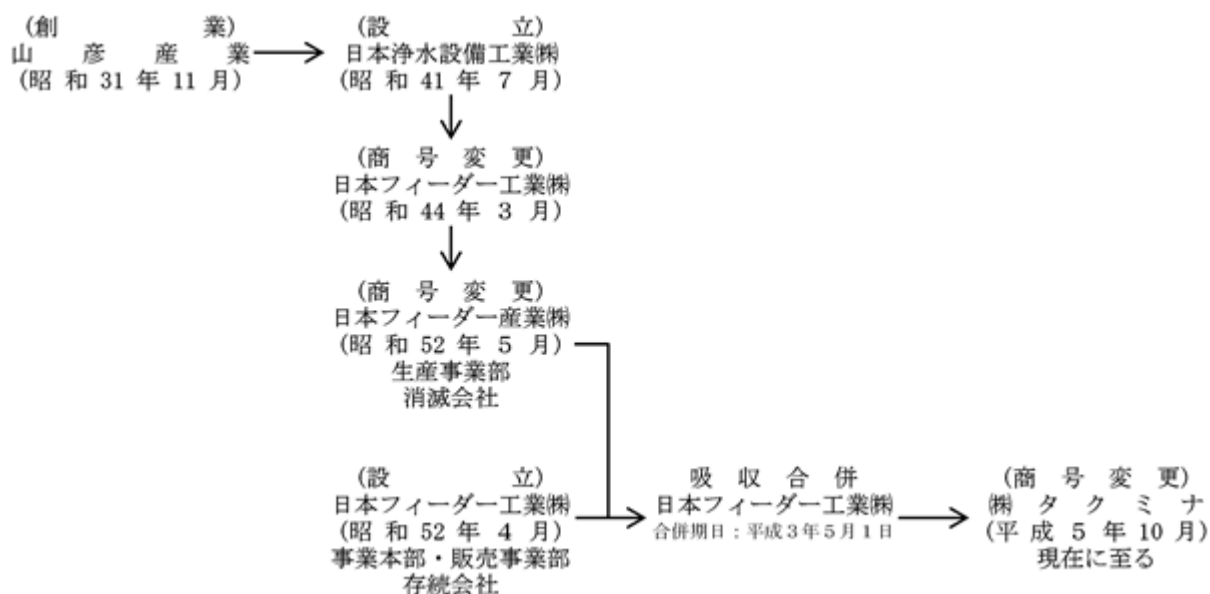 (創業)
山彦産業
(昭和31年11月)
(設立)
日本浄水設備工業㈱
(昭和41年7月)
(商号変更)
日本フィーダー工業㈱
(昭和44年3月)
(商号変更)
日本フィーダー産業㈱
(昭和52年5月)
生産事業部
消滅会社
(設立)
日本フィーダー工業㈱
(昭和52年4月)
事業本部・販売事業部
存続会社
吸収合併
日本フィーダー工業㈱
合併期日：平成3年5月1日
(商号変更)
㈱タクミナ
(平成5年10月)
現在に至る